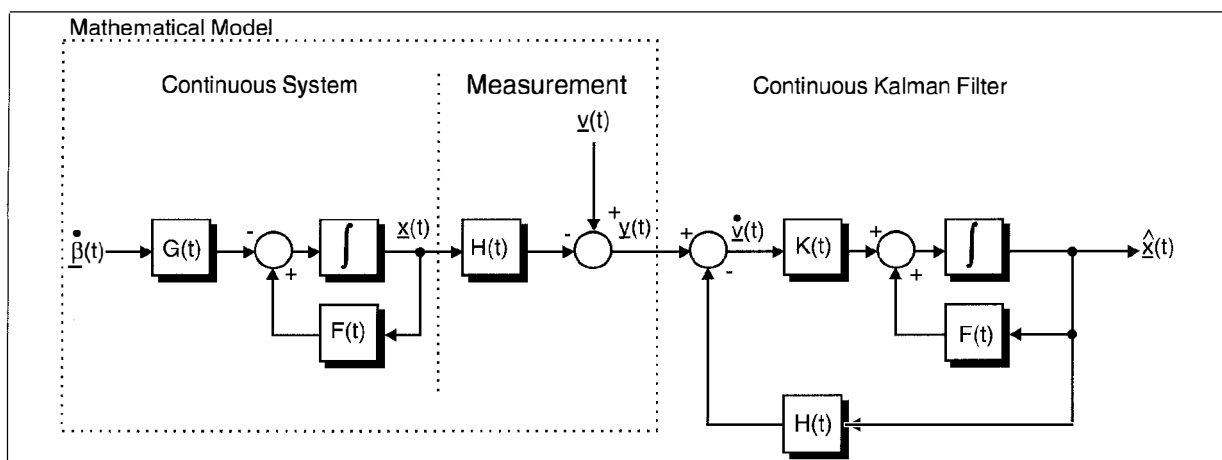 Mathematical Model
Continuous System
Measurement
Continuous Kalman Filter
v(t)
β(t)
G(t)
-
+
∫
x(t)
F(t)
H(t)
-
+
y(t)
+
-
v(t)
K(t)
+
+
∫
F(t)
x̂(t)
H(t)